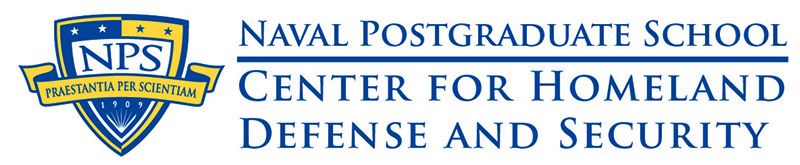 NPS
PRAESTANTIA PER SCIENTIAM
1909
NAVAL POSTGRADUATE SCHOOL
CENTER FOR HOMELAND
DEFENSE AND SECURITY